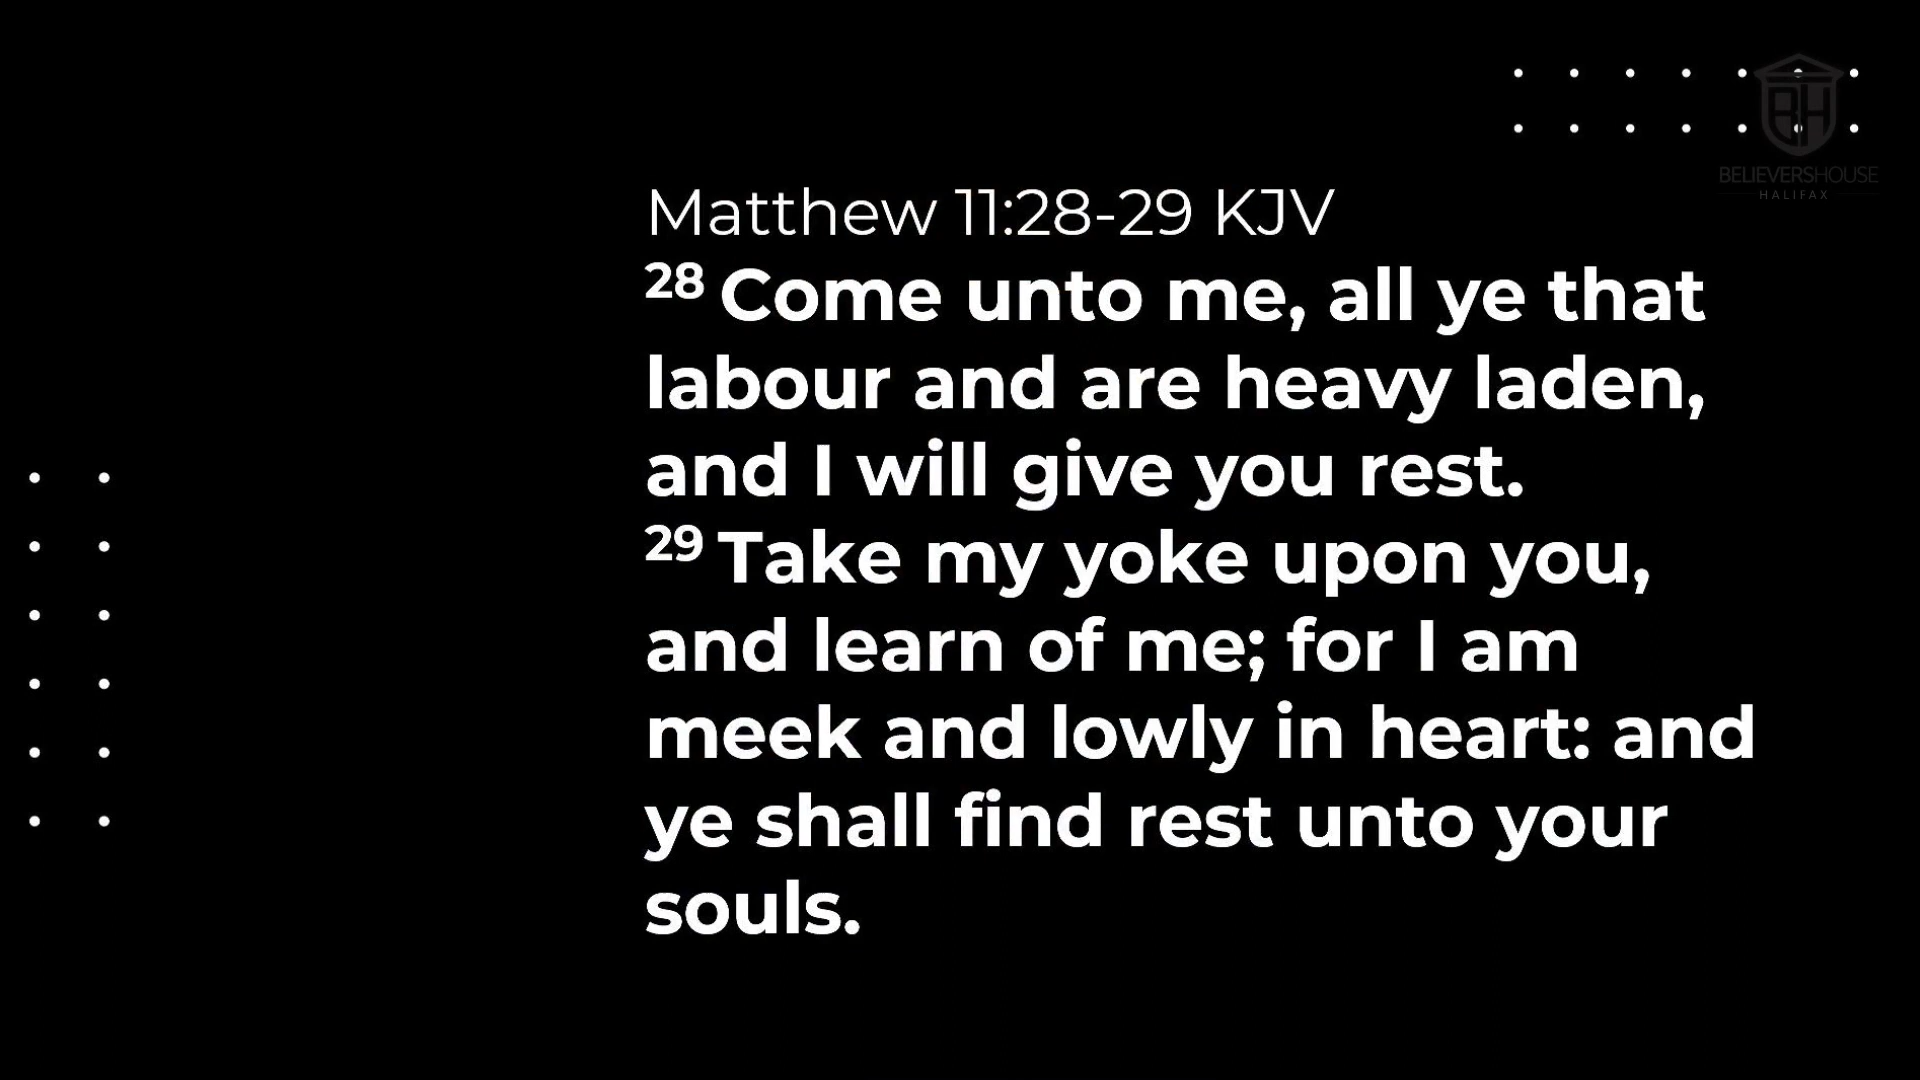 BH
BELIEVERSHOUSE
HALIFAX
Matthew 11:28-29 KJV
28 Come unto me, all ye that
labour and are heavy laden,
and I will give you rest.
29 Take my yoke upon you,
and learn of me; for I am
meek and lowly in heart: and
ye shall find rest unto your
souls.